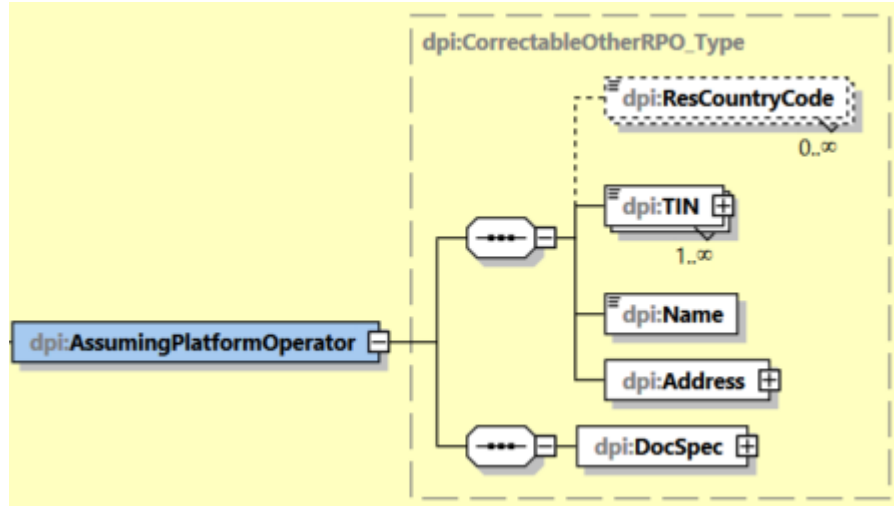 dpi:CorrectableOtherRPO_Type
dpi:ResCountryCode
0..∞
dpi:TIN
1..∞
dpi:Name
dpi:AssumingPlatformOperator
dpi:Address
dpi:DocSpec